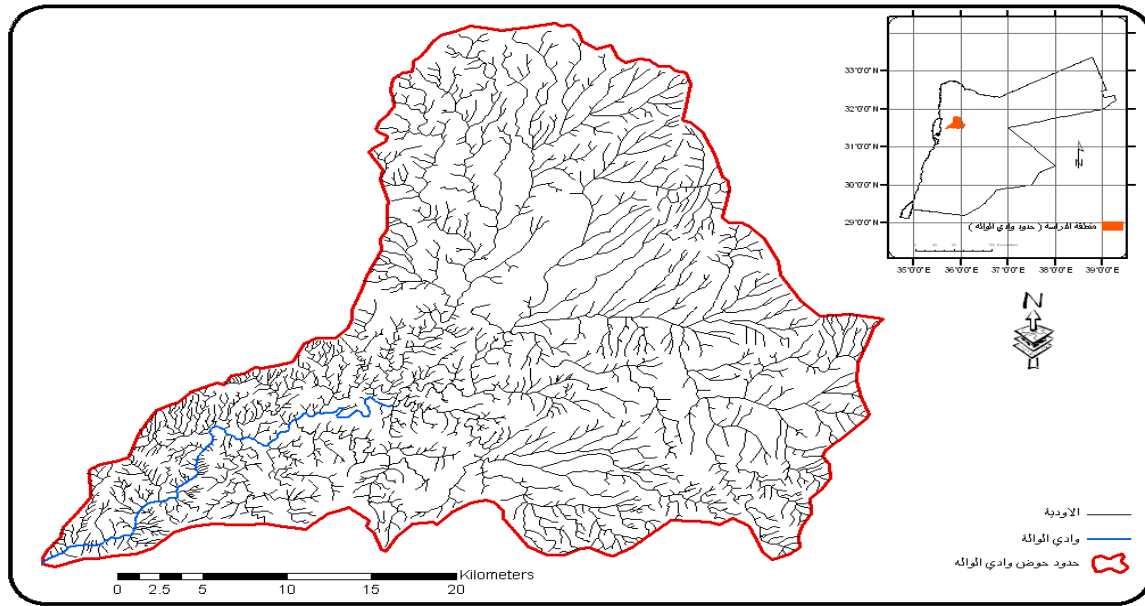 33°0'0"N
32°0'0"N
31°0'0"N
30°0'0"N
29°0'0"N
منطقة الدراسة ( حدود وادي الواله )
35°0'0"E 36°0'0"E 37°0'0"E 38°0'0"E 39°0'0"E
N
الاودية
وادي الوالة
حدود حوض وادي الواله
Kilometers
0 2.5 5 10 15 20